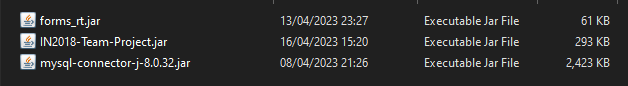 forms_rt.jar 13/04/2023 23:27 Executable Jar File 61 KB
IN2018-Team-Project.jar 16/04/2023 15:20 Executable Jar File 293 KB
mysql-connector-j-8.0.32.jar 08/04/2023 21:26 Executable Jar File 2,423 KB